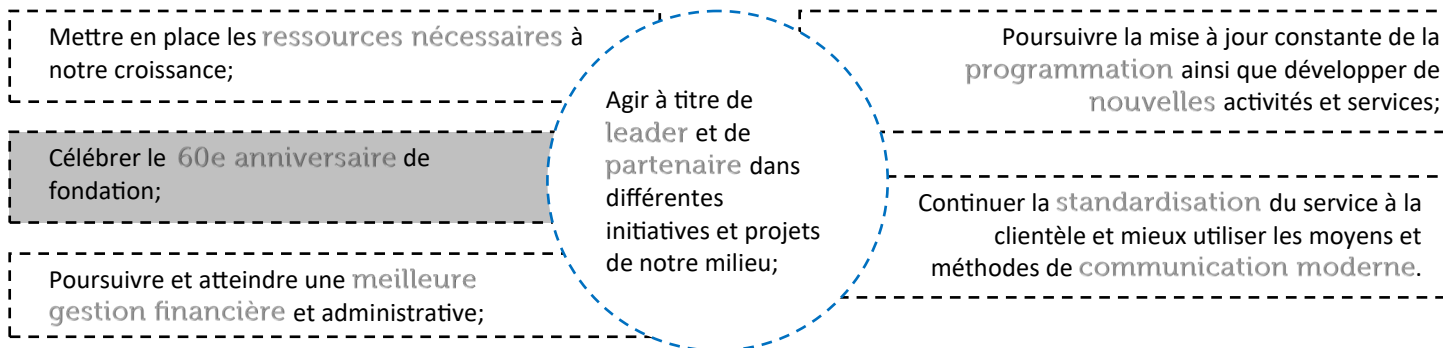 Mettre en place les ressources nécessaires à
notre croissance;
Célébrer le 60e anniversaire de
fondation;
Poursuivre et atteindre une meilleure
gestion financière et administrative;
Agir à titre de
leader et de
partenaire dans
différentes
initiatives et projets
de notre milieu;
Poursuivre la mise à jour constante de la
programmation ainsi que développer de
nouvelles activités et services;
Continuer la standardisation du service à la
clientèle et mieux utiliser les moyens et
méthodes de communication moderne.